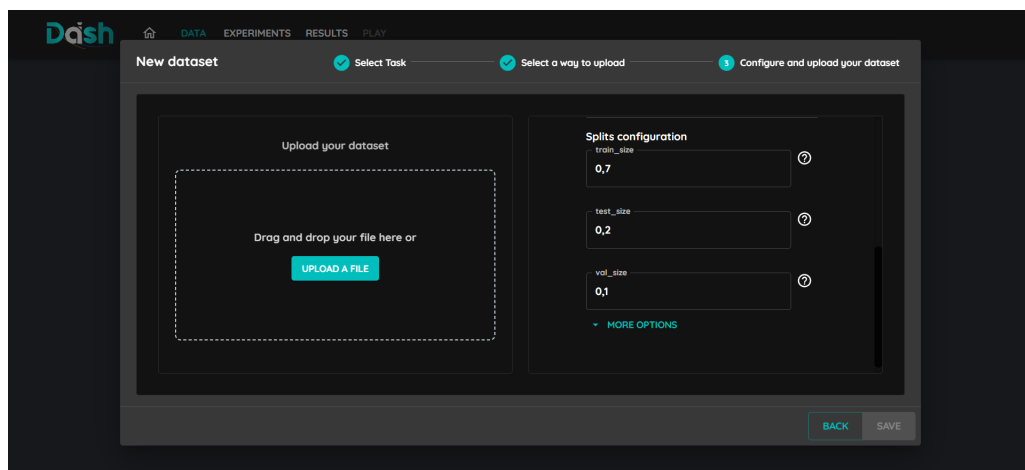 Dash
DATA EXPERIMENTS RESULTS PLAY
New dataset
Select Task
Select a way to upload
3 Configure and upload your dataset
Upload your dataset
Drag and drop your file here or
UPLOAD A FILE
Splits configuration
train_size
0,7
test_size
0,2
val_size
0,1
MORE OPTIONS
BACK SAVE